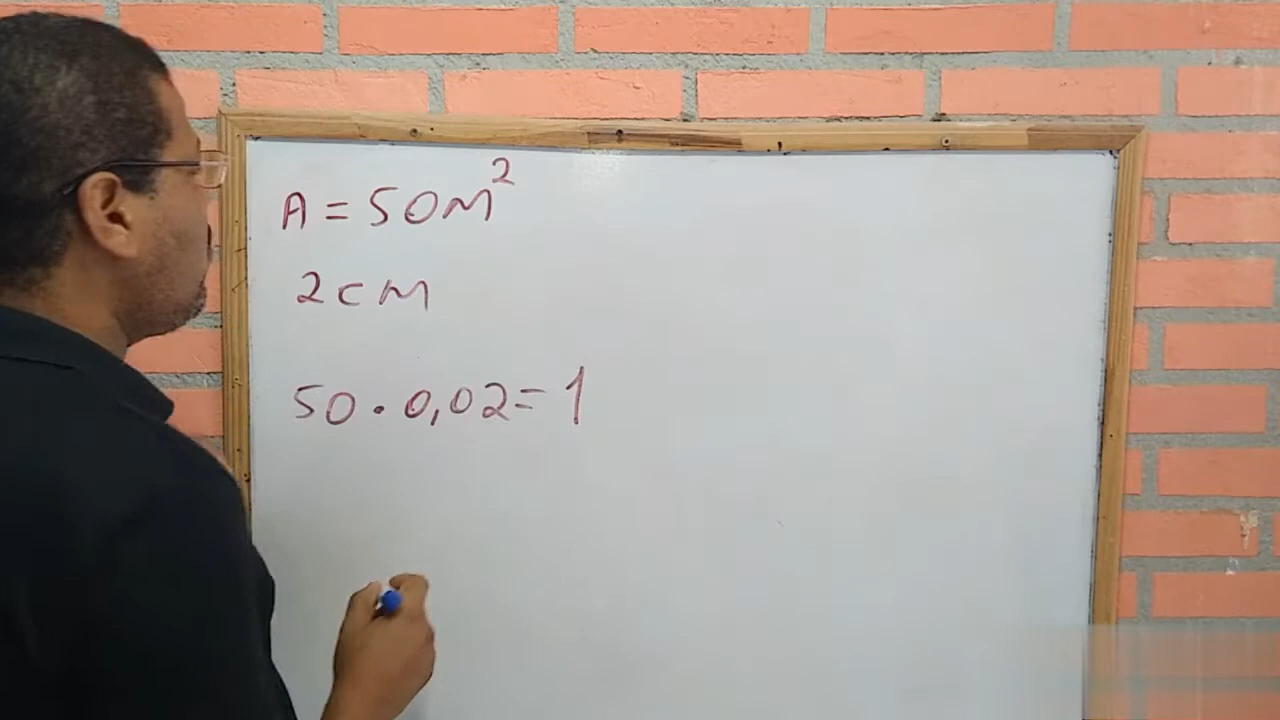 A = 50M²
2CM
50 . 0,02 = 1